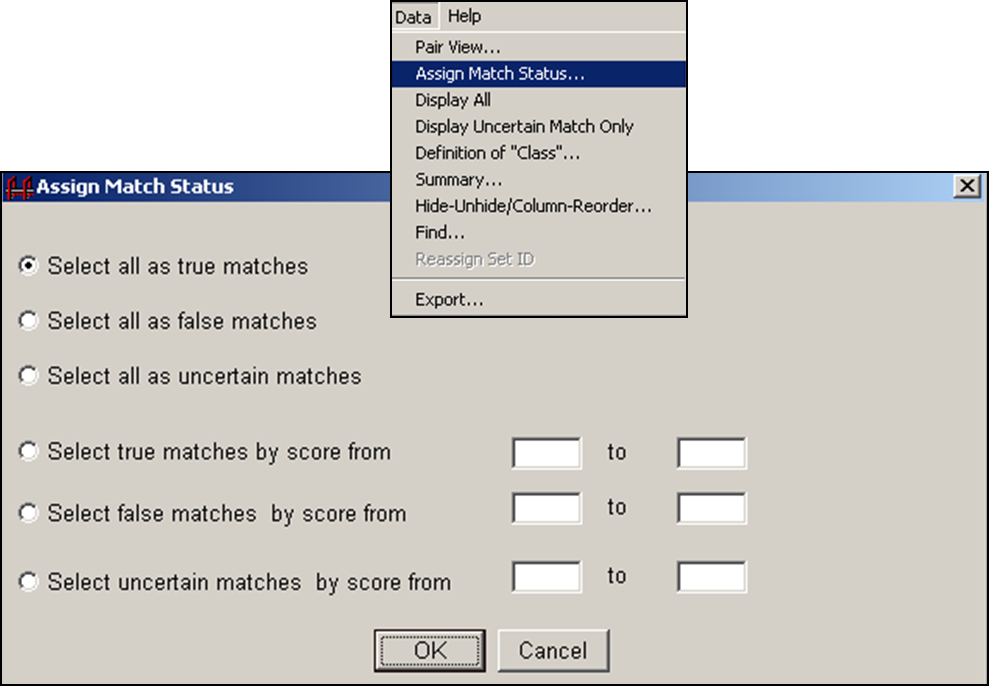 Data Help
Pair View...
Assign Match Status...
Display All
Display Uncertain Match Only
Definition of "Class"...
Summary...
Hide-Unhide/Column-Reorder...
Find...
Reassign Set ID
Export...
Assign Match Status
Select all as true matches
Select all as false matches
Select all as uncertain matches
Select true matches by score from to
Select false matches by score from to
Select uncertain matches by score from to
OK Cancel